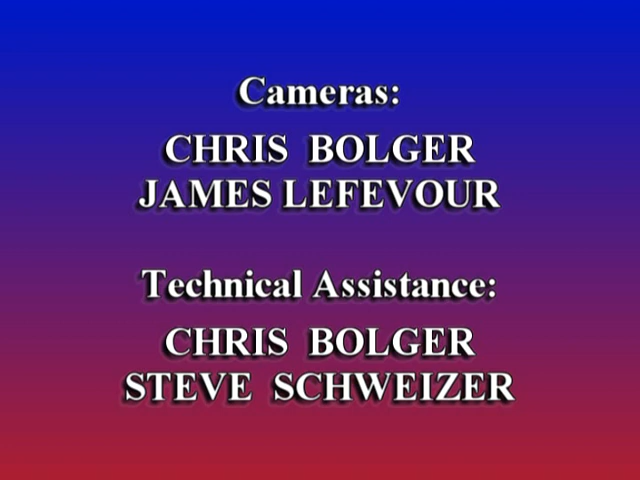 Cameras:
CHRIS BOLGER
JAMES LEFEVOUR
Technical Assistance:
CHRIS BOLGER
STEVE SCHWEIZER